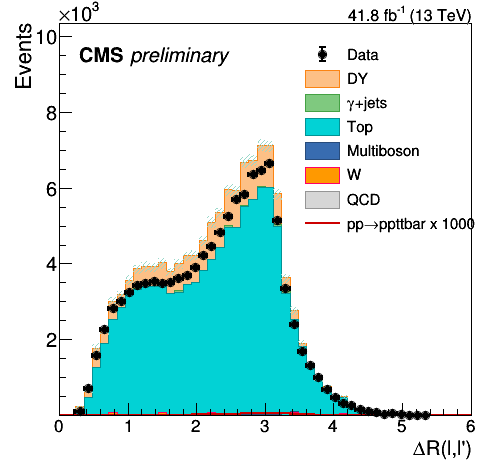 ×10³
41.8 fb⁻¹ (13 TeV)
Events
10
8
6
4
2
CMS preliminary
Data
DY
γ+jets
Top
Multiboson
W
QCD
pp→ppttbar x 1000
0 1 2 3 4 5 6
ΔR(l,l')